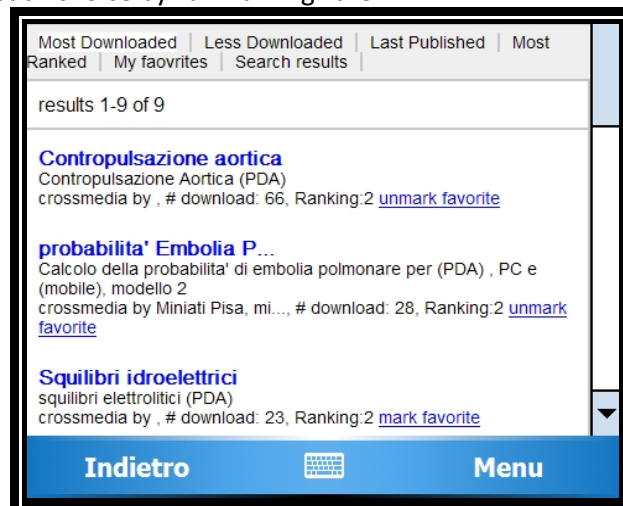 Most Downloaded | Less Downloaded | Last Published | Most
Ranked | My faovrites | Search results |
results 1-9 of 9
Contropulsazione aortica
Contropulsazione Aortica (PDA)
crossmedia by , # download: 66, Ranking:2 unmark favorite
probabilita' Embolia P...
Calcolo della probabilita' di embolia polmonare per (PDA) , PC e
(mobile), modello 2
crossmedia by Miniati Pisa, mi..., # download: 28, Ranking:2 unmark
favorite
Squilibri idroelettrici
squilibri elettrolitici (PDA)
crossmedia by , # download: 23, Ranking:2 mark favorite
Indietro Menu